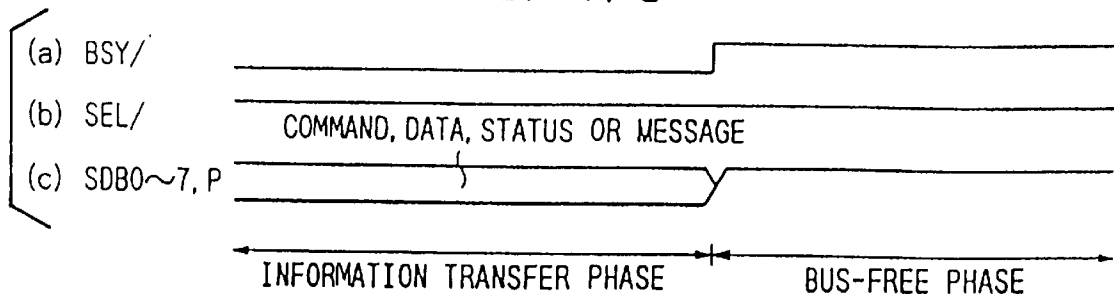 (a) BSY/
(b) SEL/
COMMAND, DATA, STATUS OR MESSAGE
(c) SDB0~7, P
INFORMATION TRANSFER PHASE
BUS-FREE PHASE